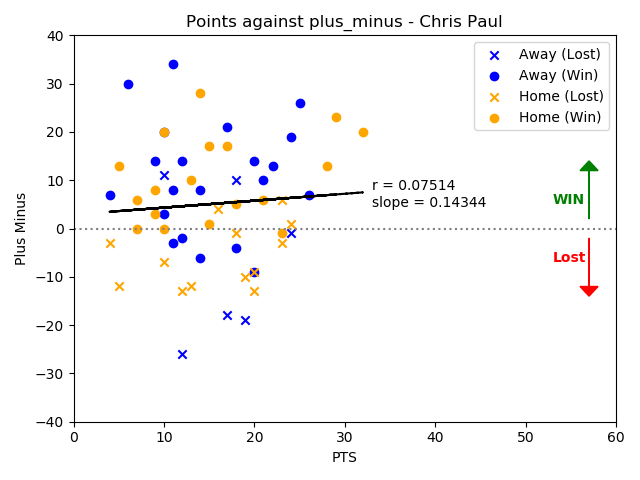 Points against plus_minus - Chris Paul
40
30
20
10
0
−10
−20
−30
−40
Plus Minus
Away (Lost)
Away (Win)
Home (Lost)
Home (Win)
r = 0.07514
slope = 0.14344
WIN
Lost
0 10 20 30 40 50 60
PTS